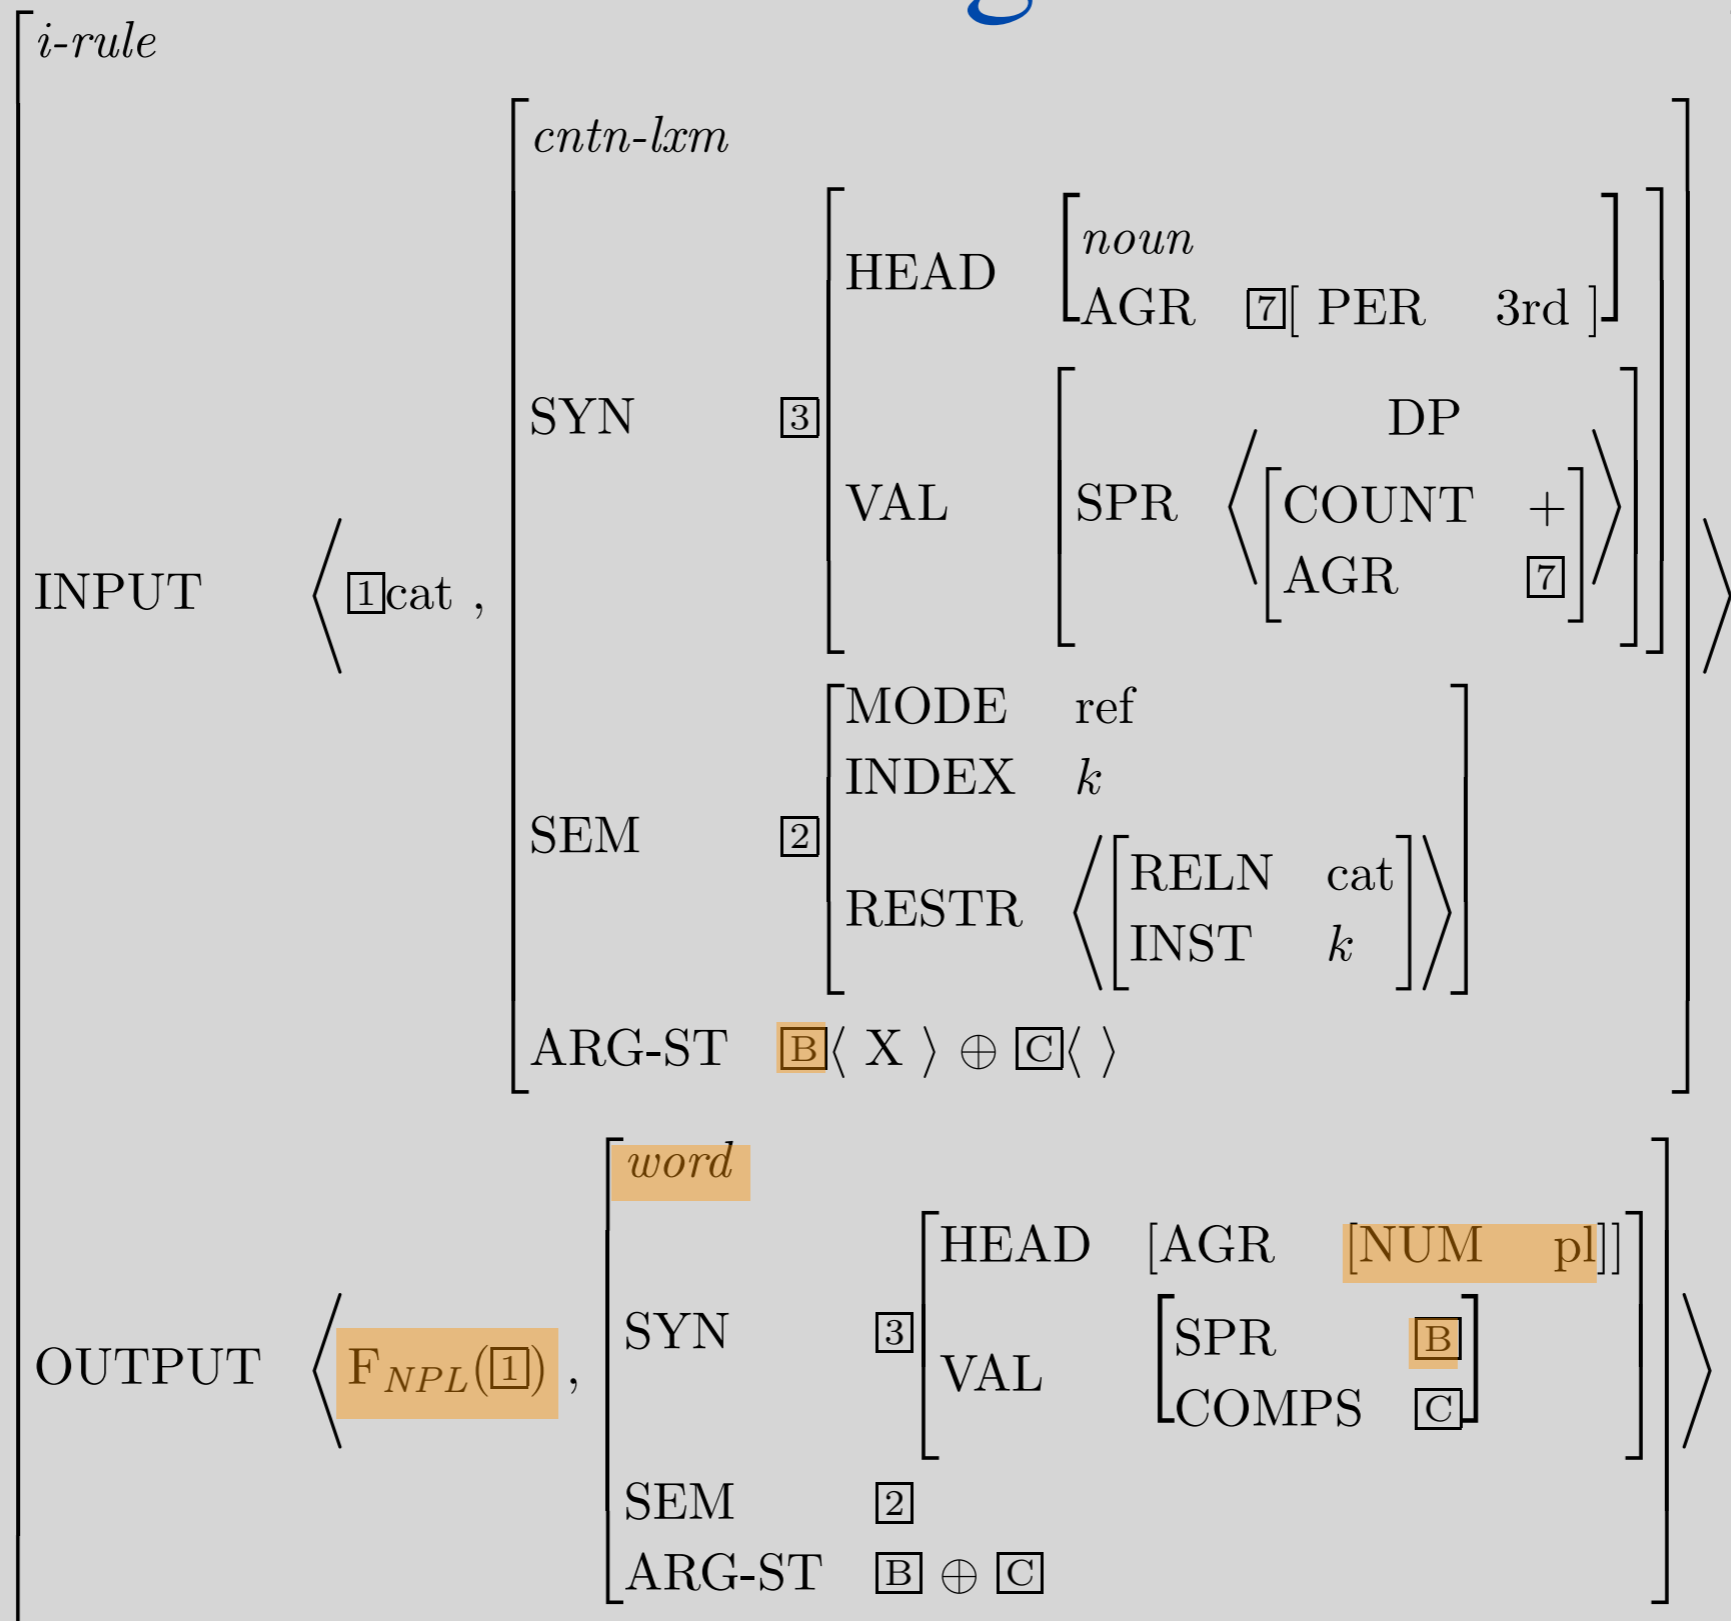 i-rule
cntn-lxm
noun
HEAD
AGR 7[ PER 3rd ]
SYN 3
DP
VAL SPR COUNT +
AGR 7
INPUT ⟨ 1cat ,
MODE ref
INDEX k
SEM 2
RELN cat
RESTR
INST k
ARG-ST B⟨ X ⟩ ⊕ C⟨ ⟩
word
HEAD [AGR [NUM pl]]
SYN 3
SPR B
OUTPUT ⟨ F_NPL(1) ,
VAL
COMPS C
SEM 2
ARG-ST B ⊕ C